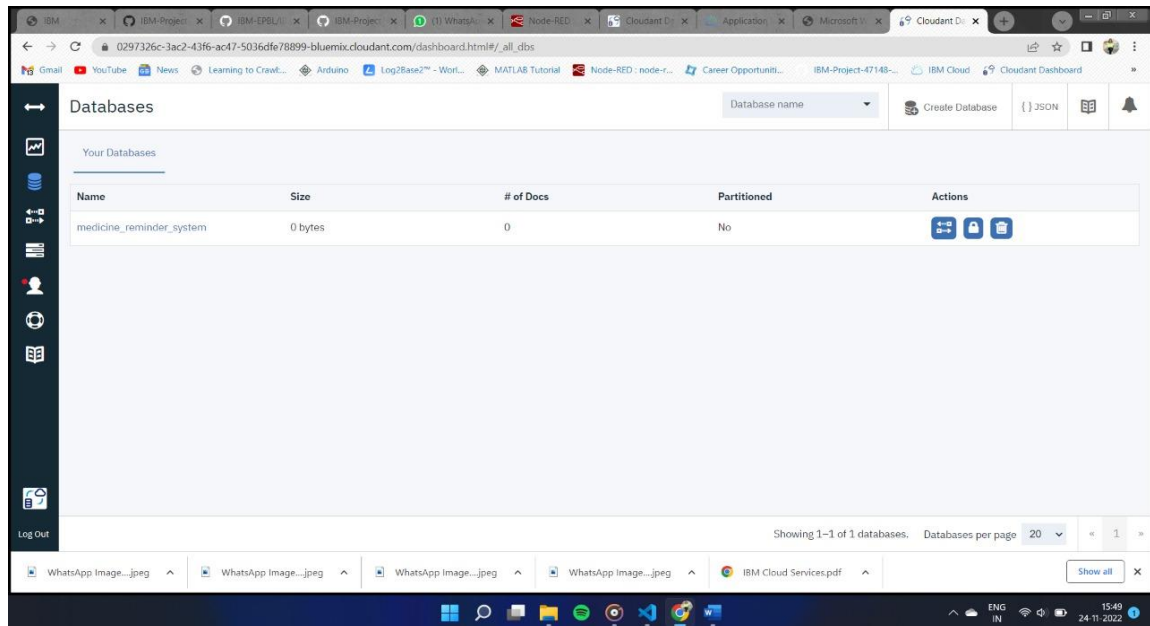 IBM
IBM-Project
IBM-EPBL/I
IBM-Project
(1) WhatsA
Node-RED
Cloudant D
Application
Microsoft V
Cloudant Da
0297326c-3ac2-43f6-ac47-5036dfe78899-bluemix.cloudant.com/dashboard.html#/_all_dbs
Gmail YouTube News Learning to Crawl:... Arduino Log2Base2™ - Worl... MATLAB Tutorial Node-RED : node-r... Career Opportuniti... IBM-Project-47148-... IBM Cloud Cloudant Dashboard »
Databases
Database name
Create Database
{ } JSON
Your Databases
Name Size # of Docs Partitioned Actions
medicine_reminder_system 0 bytes 0 No
Log Out
Showing 1–1 of 1 databases. Databases per page 20 « 1 »
WhatsApp Image....jpeg WhatsApp Image....jpeg WhatsApp Image....jpeg WhatsApp Image....jpeg IBM Cloud Services.pdf Show all
ENG
IN
15:49
24-11-2022
1